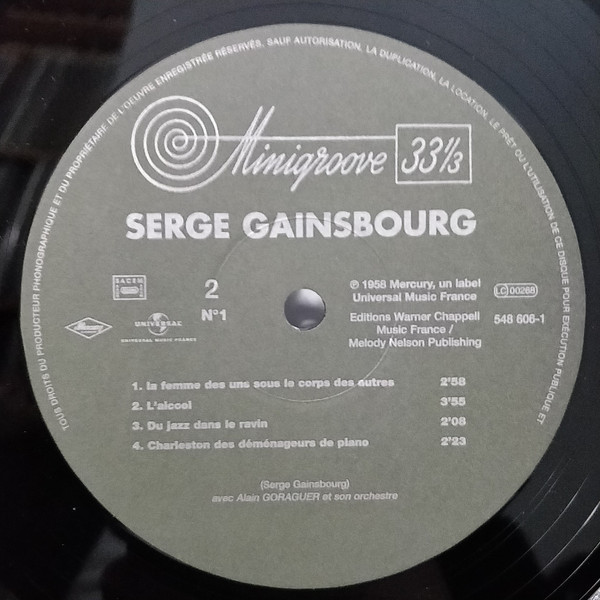 TOUS DROITS DU PRODUCTEUR PHONOGRAPHIQUE ET DU PROPRIÉTAIRE DE L'OEUVRE ENREGISTRÉE RÉSERVÉS. SAUF AUTORISATION, LA DUPLICATION, LA LOCATION, LE PRÊT OU L'UTILISATION DE CE DISQUE POUR EXÉCUTION PUBLIQUE ET
Minigroove 33 1/3
SERGE GAINSBOURG
SACEM
2
N°1
Mercury
UNIVERSAL
UNIVERSAL MUSIC FRANCE
℗ 1958 Mercury, un label
Universal Music France
LC 00268
Editions Warner Chappell
Music France /
Melody Nelson Publishing
548 606-1
1. la femme des uns sous le corps des autres 2'58
2. L'alcool 3'55
3. Du jazz dans le ravin 2'08
4. Charleston des déménageurs de piano 2'23
(Serge Gainsbourg)
avec Alain GORAGUER et son orchestre